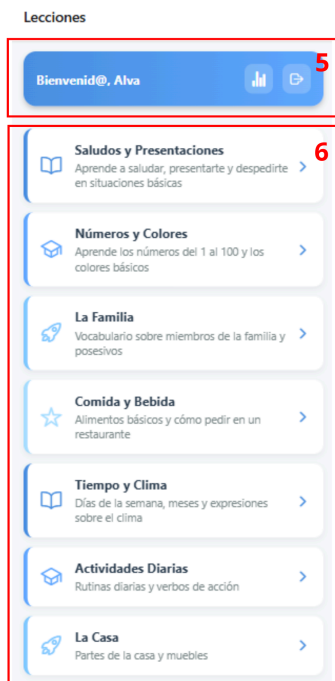 Lecciones
5
Bienvenid@, Alva
6
Saludos y Presentaciones
Aprende a saludar, presentarte y despedirte
en situaciones básicas
Números y Colores
Aprende los números del 1 al 100 y los
colores básicos
La Familia
Vocabulario sobre miembros de la familia y
posesivos
Comida y Bebida
Alimentos básicos y cómo pedir en un
restaurante
Tiempo y Clima
Días de la semana, meses y expresiones
sobre el clima
Actividades Diarias
Rutinas diarias y verbos de acción
La Casa
Partes de la casa y muebles